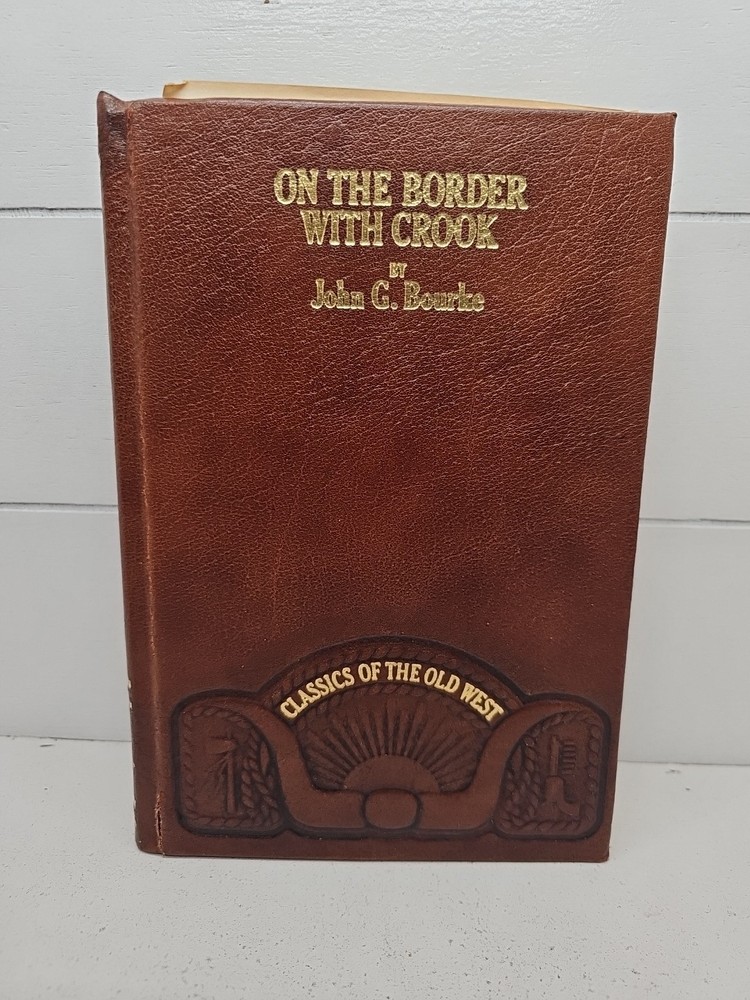 ON THE BORDER
WITH CROOK
BY
John G. Bourke
CLASSICS OF THE OLD WEST